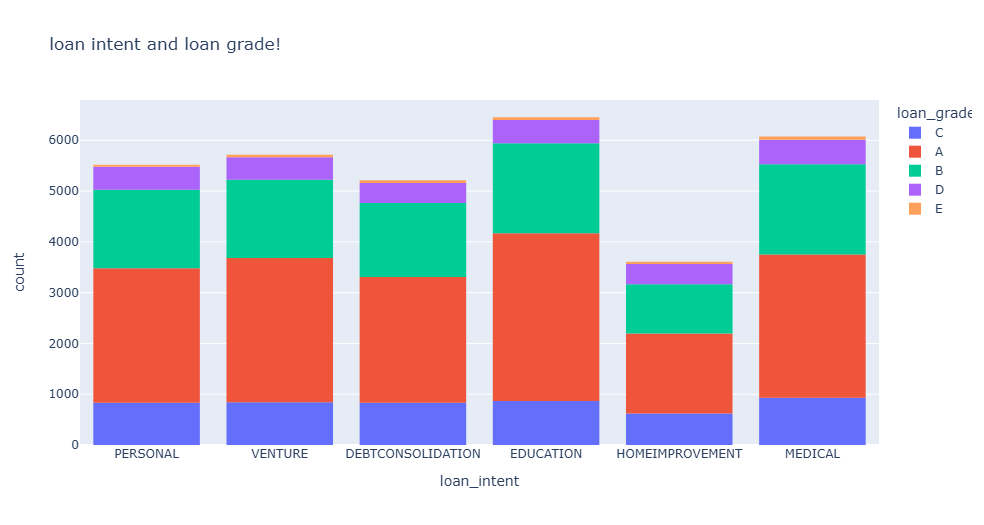 loan intent and loan grade!
loan_grade
C
A
B
D
E
count
6000
5000
4000
3000
2000
1000
0
PERSONAL
VENTURE
DEBTCONSOLIDATION
EDUCATION
HOMEIMPROVEMENT
MEDICAL
loan_intent